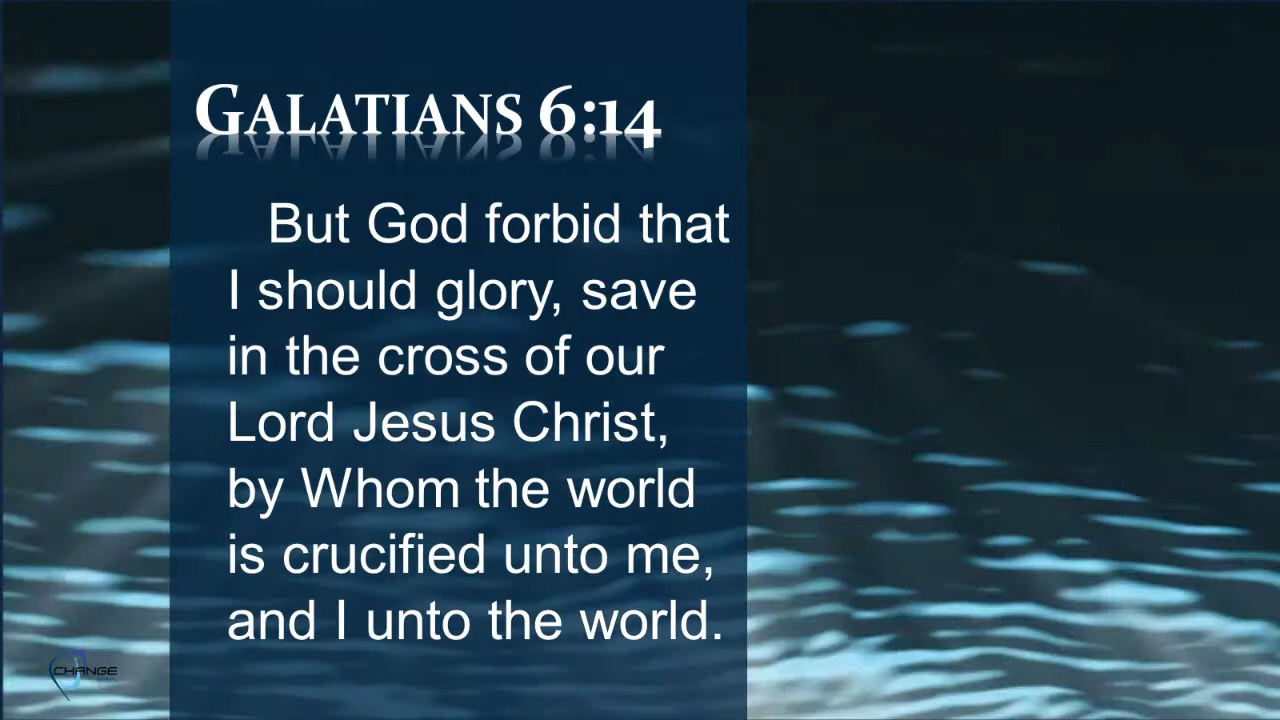 Galatians 6:14
But God forbid that
I should glory, save
in the cross of our
Lord Jesus Christ,
by Whom the world
is crucified unto me,
and I unto the world.
CHANGE